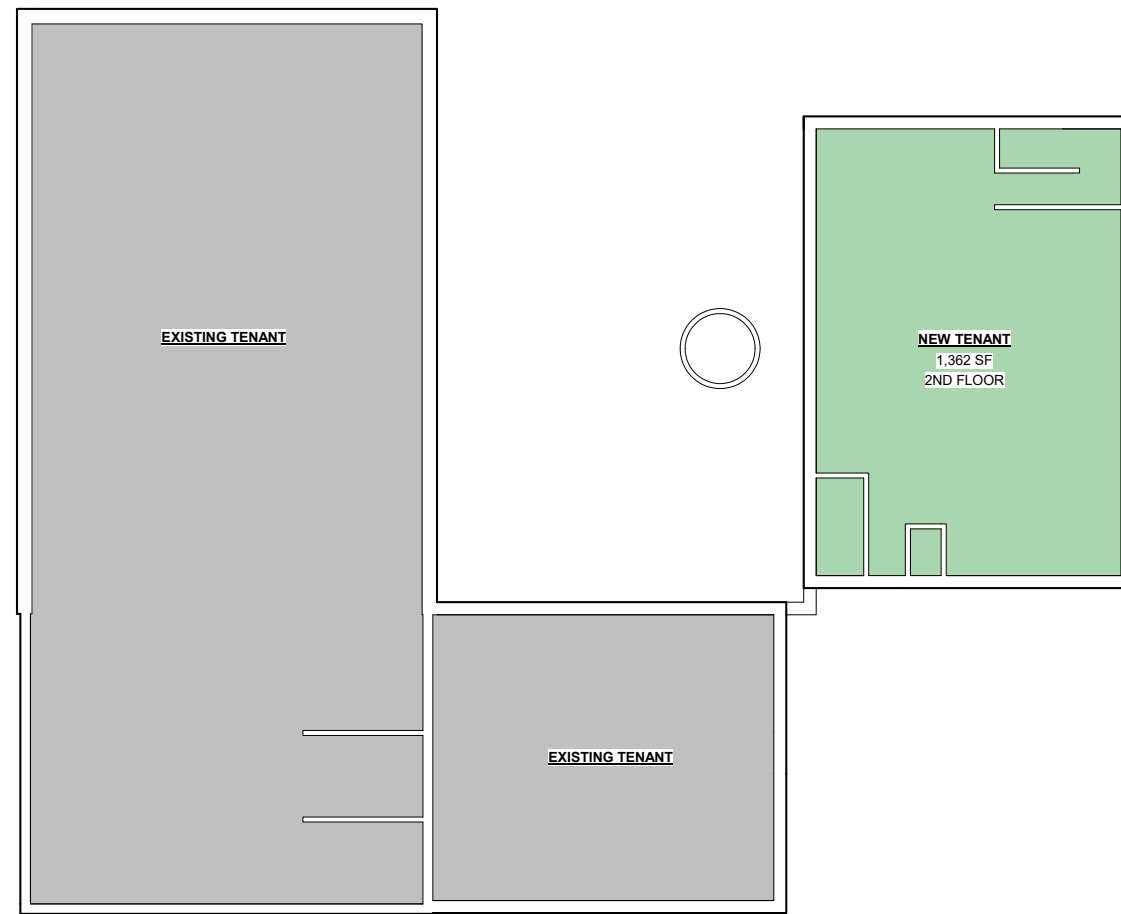 EXISTING TENANT
NEW TENANT
1,362 SF
2ND FLOOR
EXISTING TENANT